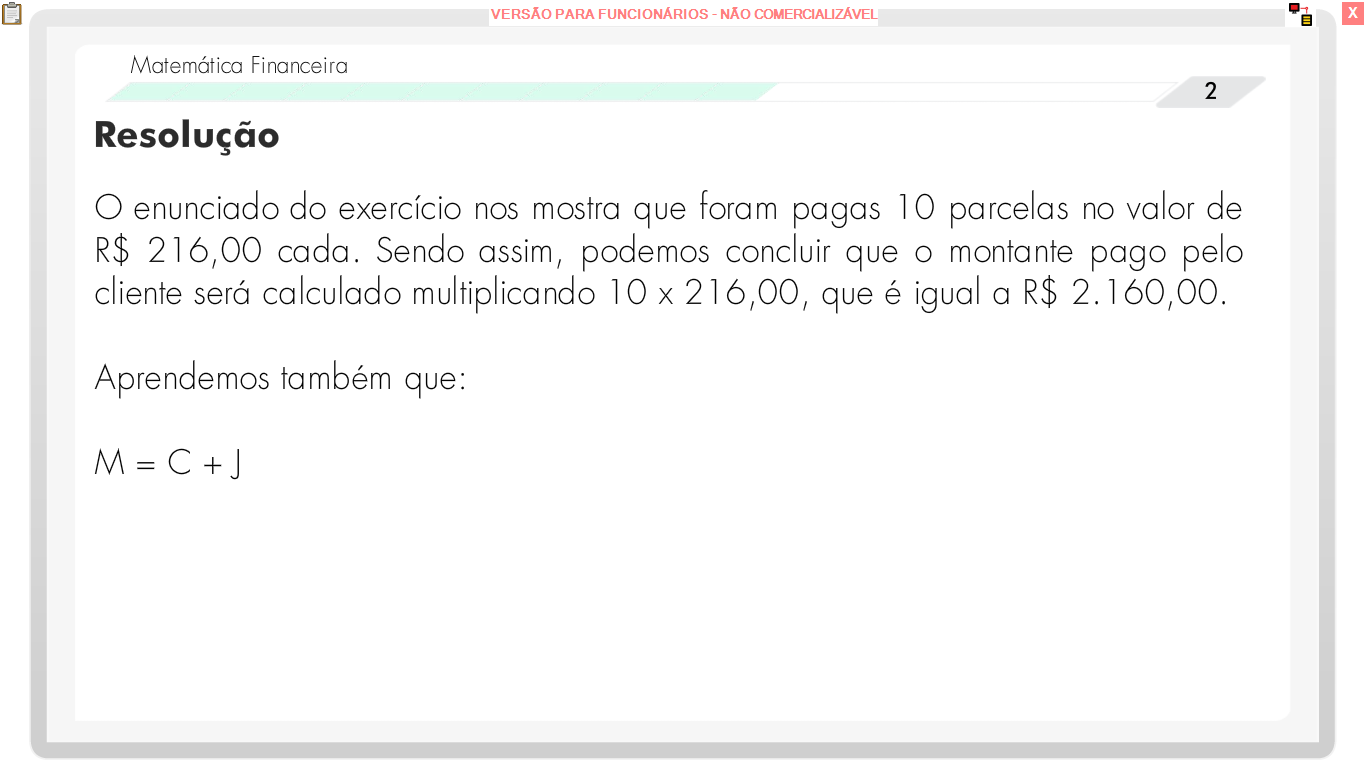 VERSÃO PARA FUNCIONÁRIOS - NÃO COMERCIALIZÁVEL
X
Matemática Financeira
2
Resolução
O enunciado do exercício nos mostra que foram pagas 10 parcelas no valor de
R$ 216,00 cada. Sendo assim, podemos concluir que o montante pago pelo
cliente será calculado multiplicando 10 x 216,00, que é igual a R$ 2.160,00.
Aprendemos também que:
M = C + J